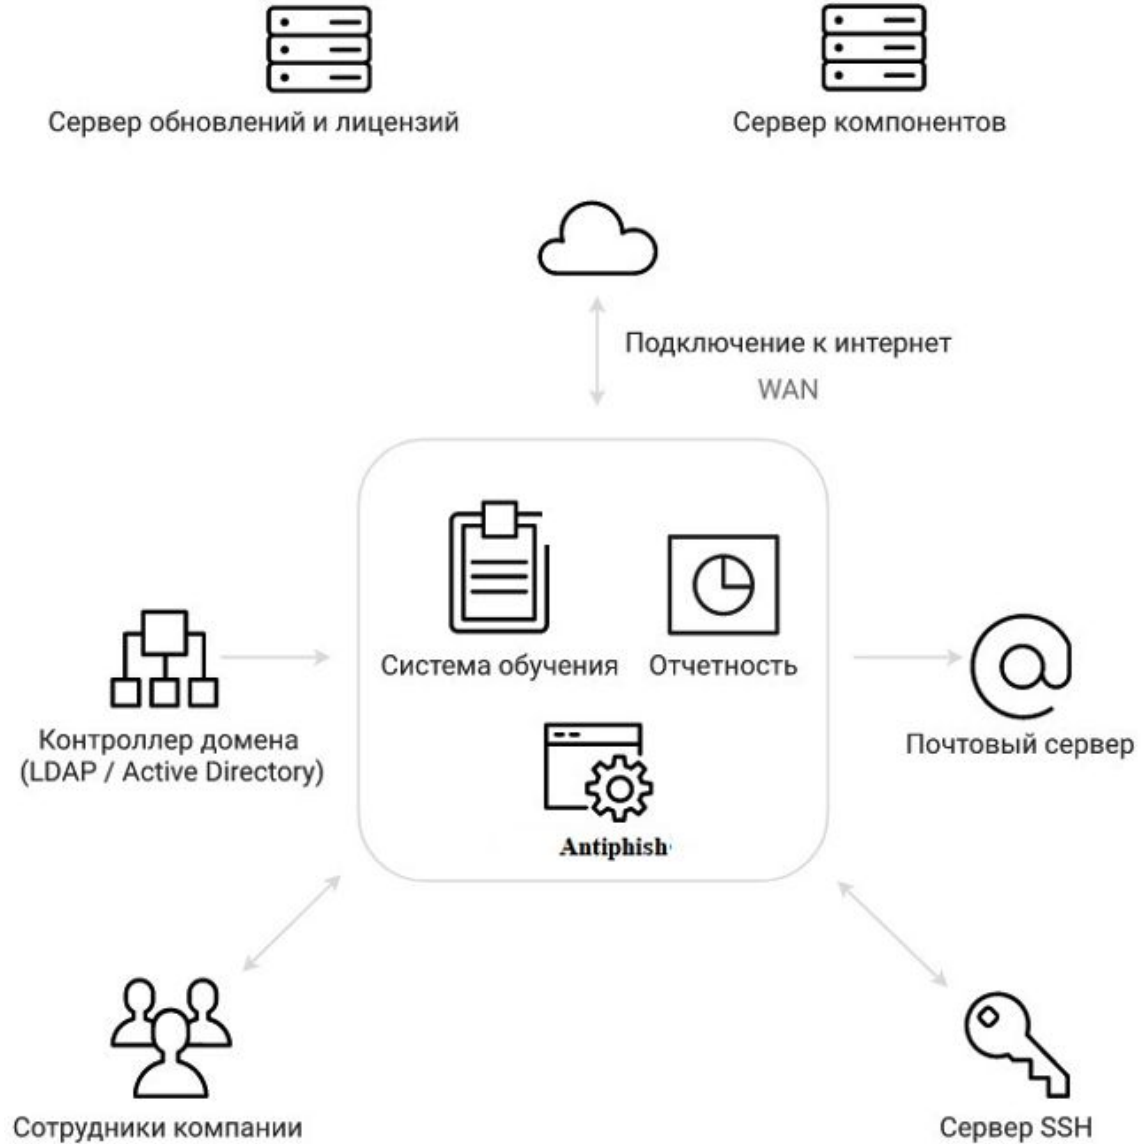 Сервер обновлений и лицензий
Сервер компонентов
Подключение к интернет
WAN
Система обучения
Отчетность
Контроллер домена
(LDAP / Active Directory)
Почтовый сервер
Antiphish
Сотрудники компании
Сервер SSH